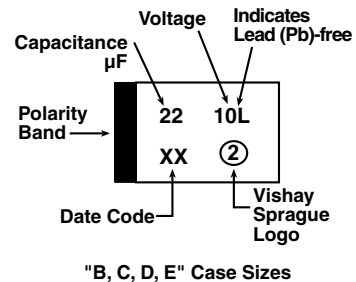 Voltage
Indicates
Lead (Pb)-free
Capacitance
µF
Polarity
Band
22 10L
XX 2
Date Code
Vishay
Sprague
Logo
"B, C, D, E" Case Sizes